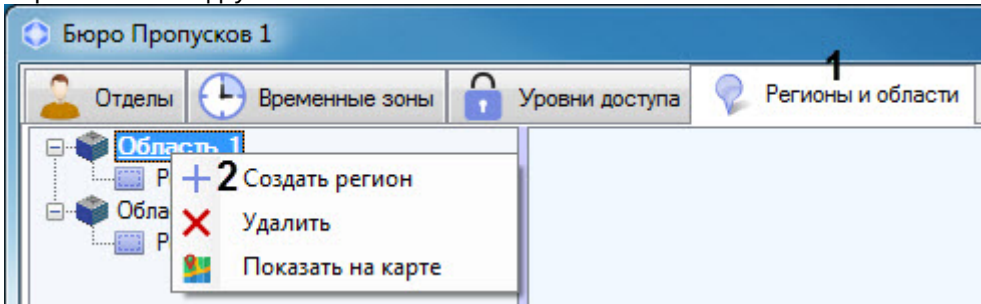 Бюро Пропусков 1
1
Отделы Временные зоны Уровни доступа Регионы и области
Область 1
2 Создать регион
Удалить
Показать на карте